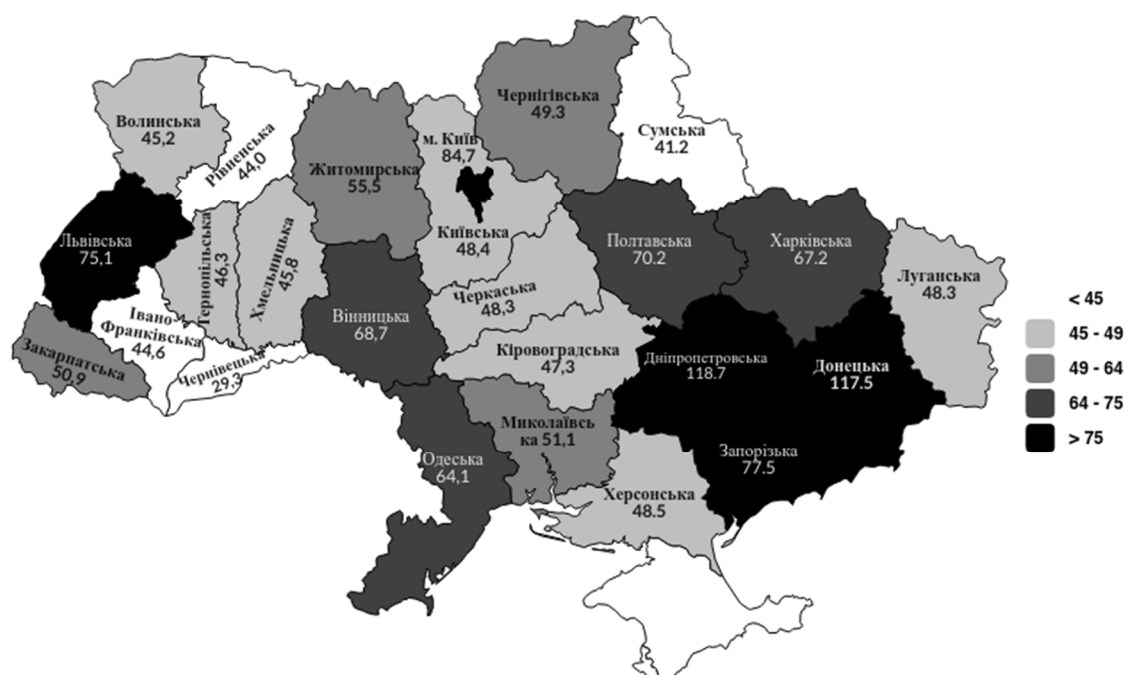 Чернігівська
49.3
Волинська
45,2
Сумська
41.2
м. Київ
84,7
Рівненська
44,0
Житомирська
55,5
Львівська
75,1
Тернопільська
46,3
Хмельницька
45,8
Київська
48,4
Полтавська
70.2
Харківська
67.2
Луганська
48.3
Черкаська
48,3
Вінницька
68,7
Івано-
Франківська
44,6
Закарпатська
50,9
Чернівецька
29,3
Кіровоградська
47,3
Дніпропетровська
118.7
Донецька
117.5
Миколаївсь
ка 51,1
Одеська
64,1
Запорізька
77.5
Херсонська
48.5
< 45
45 - 49
49 - 64
64 - 75
> 75